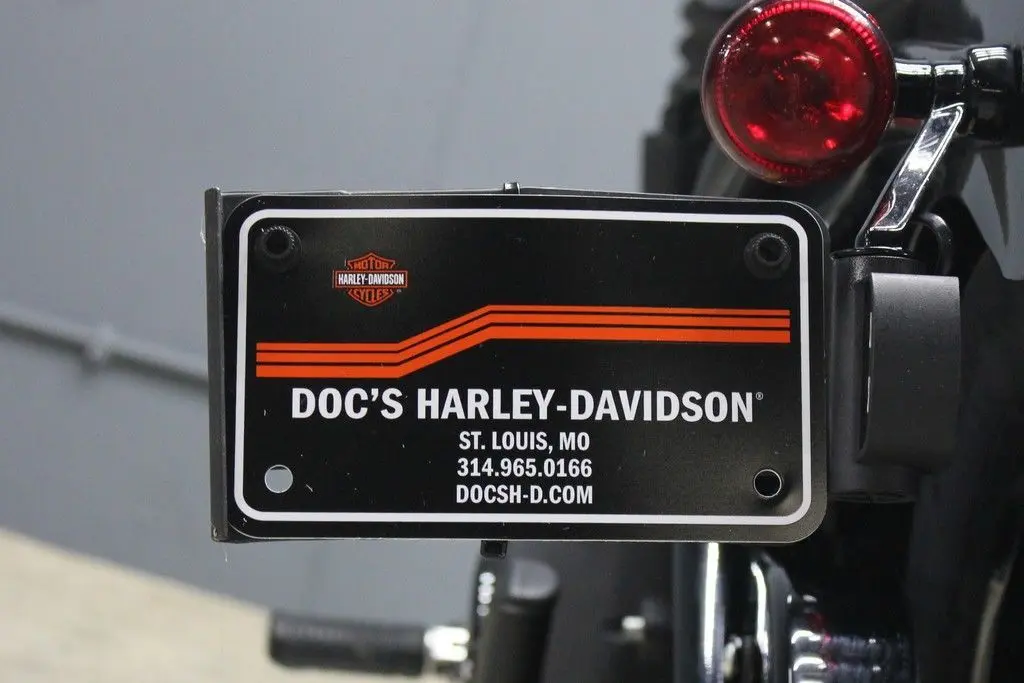 MOTOR
HARLEY-DAVIDSON
CYCLES®
DOC'S HARLEY-DAVIDSON®
ST. LOUIS, MO
314.965.0166
DOCSH-D.COM